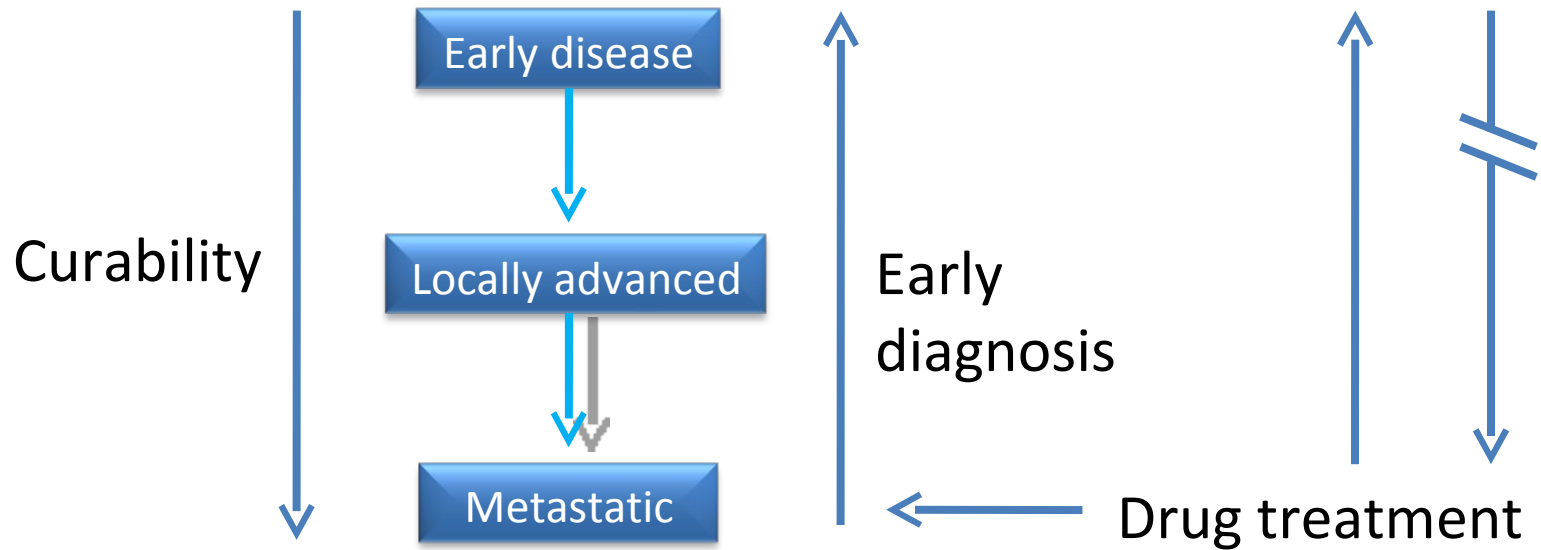 Early disease
Curability
Locally advanced
Early
diagnosis
Metastatic
Drug treatment